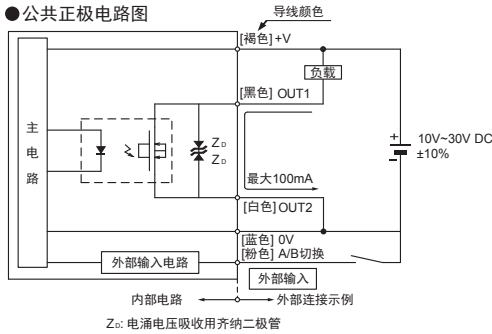 ●公共正极电路图
导线颜色
[褐色]+V
负载
[黑色] OUT1
主电路
ZD
ZD
+
-
10V~30V DC
±10%
最大100mA
[白色]OUT2
[蓝色] 0V
[粉色] A/B切换
外部输入电路
外部输入
内部电路
外部连接示例
ZD: 电涌电压吸收用齐纳二极管